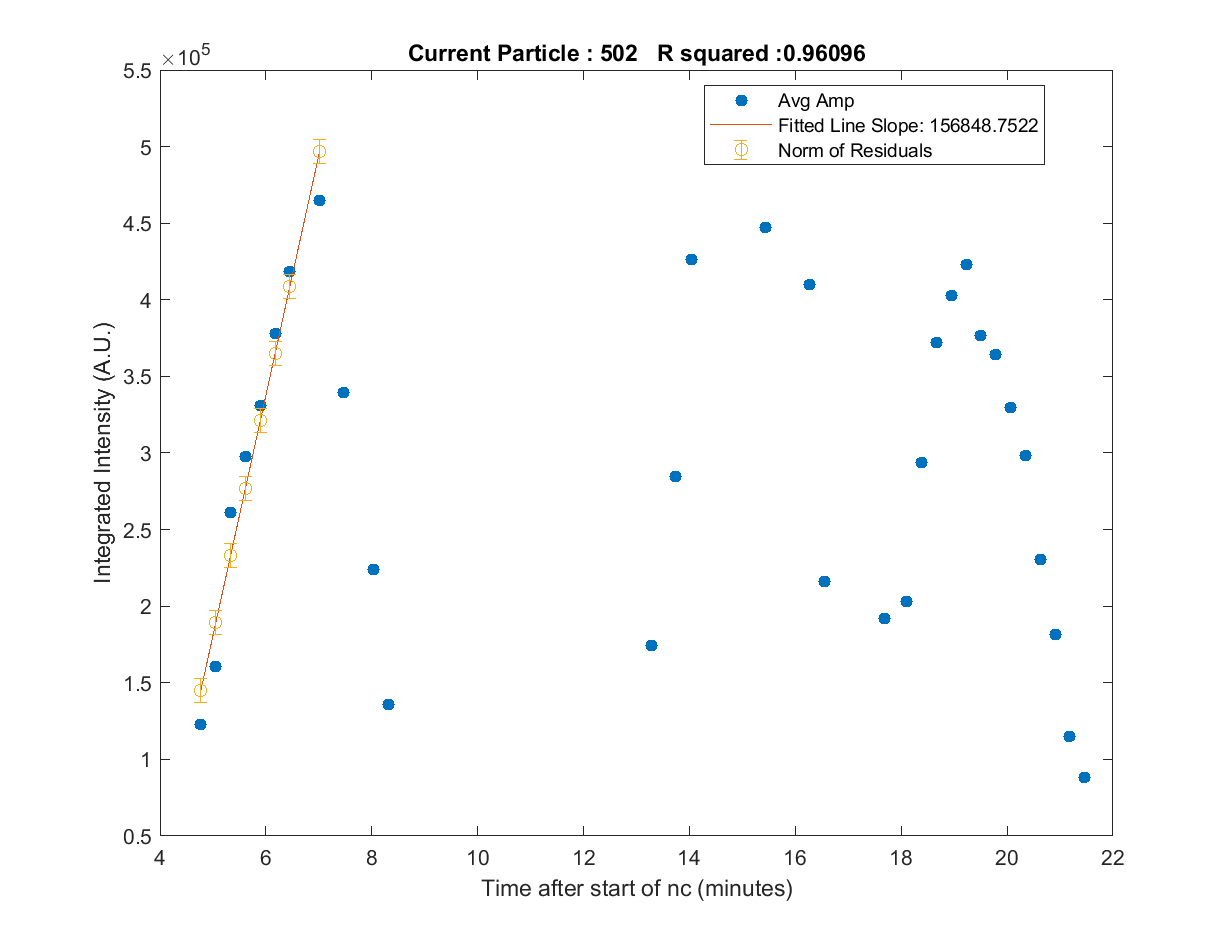 Current Particle : 502   R squared :0.96096
×10^5
5.5
5
4.5
4
3.5
3
2.5
2
1.5
1
0.5
Integrated Intensity (A.U.)
Avg Amp
Fitted Line Slope: 156848.7522
Norm of Residuals
4 6 8 10 12 14 16 18 20 22
Time after start of nc (minutes)